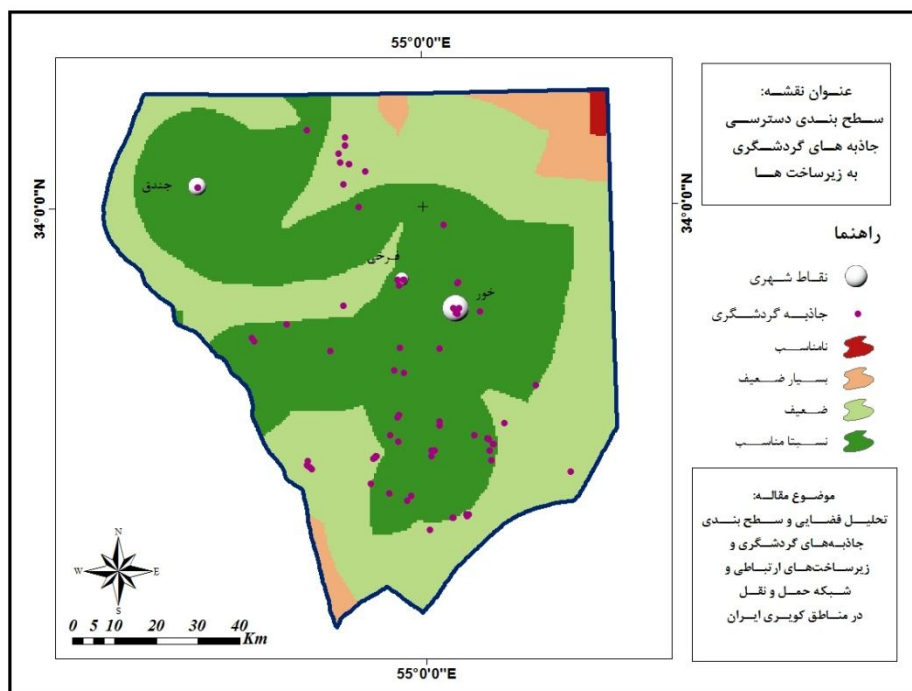 55°0'0"E
عنوان نقشه:
سطح بندی دسترسی
جاذبه های گردشگری
به زیرساخت ها
34°0'0"N
34°0'0"N
جندق
فرخی
خور
راهنما
نقاط شهری
جاذبه گردشگری
نامناسب
بسیار ضعیف
ضعیف
نسبتا مناسب
موضوع مقاله:
تحلیل فضایی و سطح بندی
جاذبه‌های گردشگری و
زیرساخت‌های ارتباطی و
شبکه حمل و نقل
در مناطق کویری ایران
N
W
E
S
0 5 10 20 30 40
Km
55°0'0"E